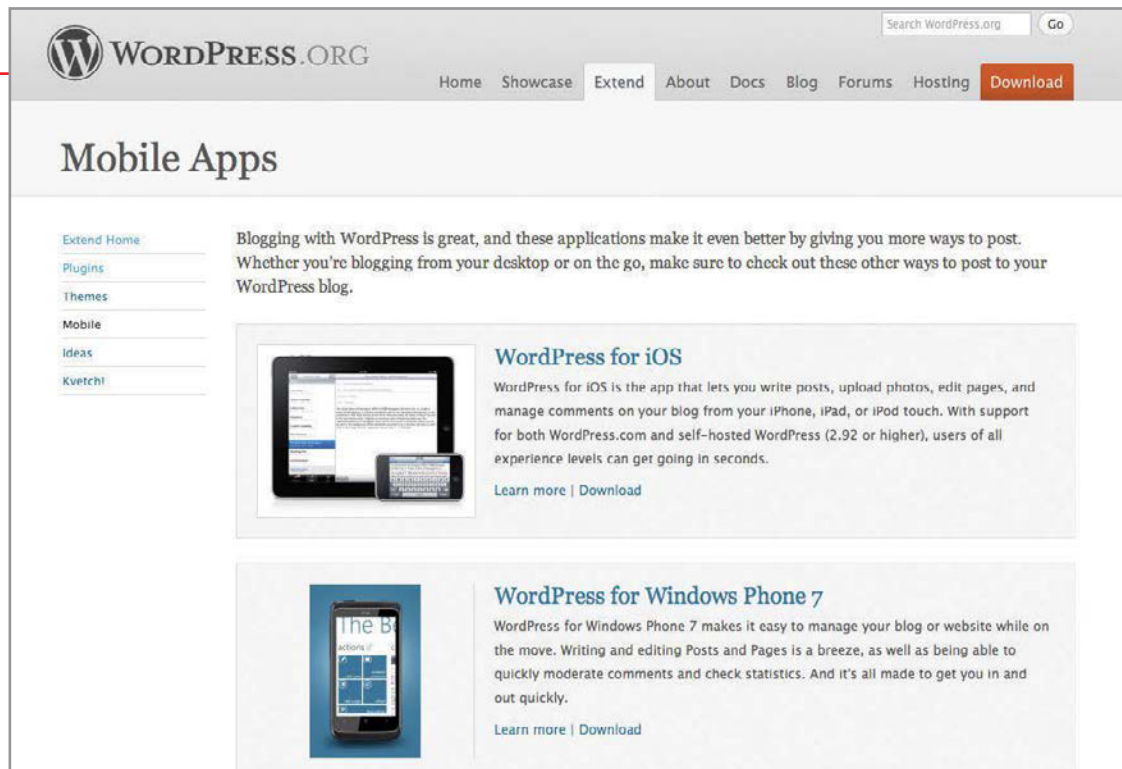 Search WordPress.org Go
WORDPRESS.ORG
Home Showcase Extend About Docs Blog Forums Hosting Download
Mobile Apps
Extend Home
Plugins
Themes
Mobile
Ideas
Kvetch!
Blogging with WordPress is great, and these applications make it even better by giving you more ways to post.
Whether you're blogging from your desktop or on the go, make sure to check out these other ways to post to your
WordPress blog.
WordPress for iOS
WordPress for iOS is the app that lets you write posts, upload photos, edit pages, and
manage comments on your blog from your iPhone, iPad, or iPod touch. With support
for both WordPress.com and self-hosted WordPress (2.92 or higher), users of all
experience levels can get going in seconds.
Learn more | Download
The Be
actions
WordPress for Windows Phone 7
WordPress for Windows Phone 7 makes it easy to manage your blog or website while on
the move. Writing and editing Posts and Pages is a breeze, as well as being able to
quickly moderate comments and check statistics. And it's all made to get you in and
out quickly.
Learn more | Download